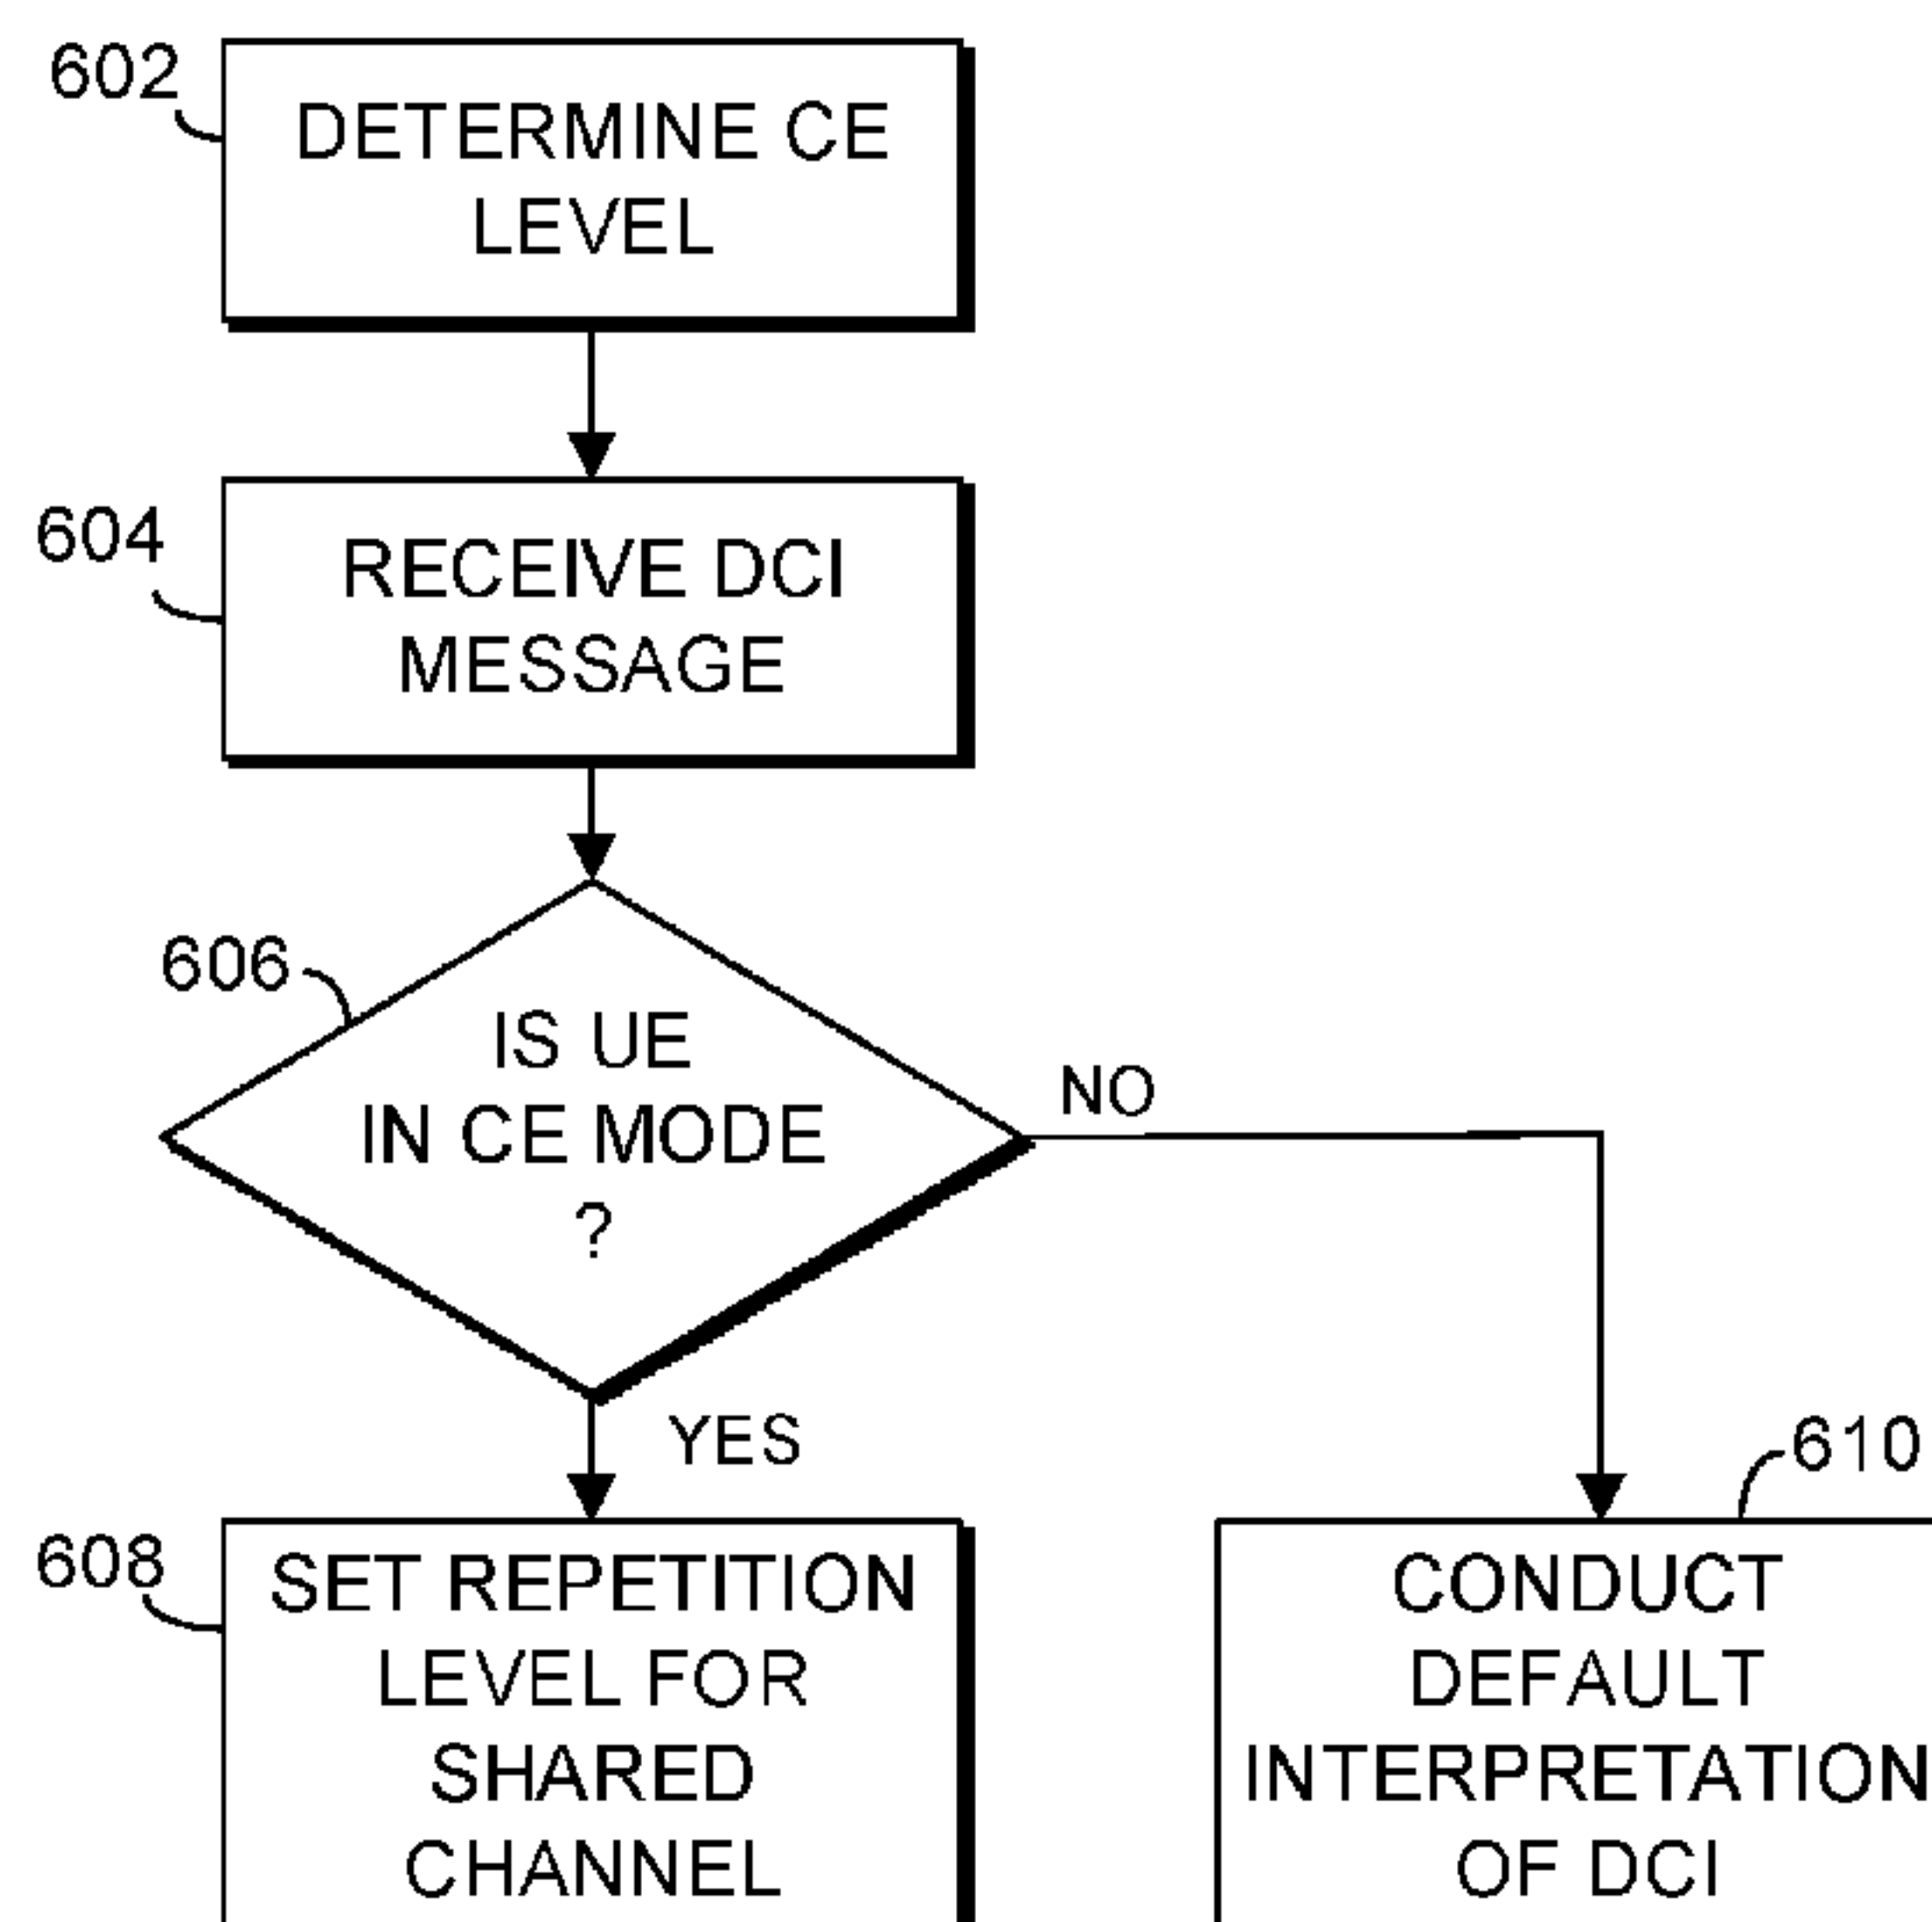 602
DETERMINE CE
LEVEL
604
RECEIVE DCI
MESSAGE
606
IS UE
IN CE MODE
?
NO
YES
608
SET REPETITION
LEVEL FOR
SHARED
CHANNEL
610
CONDUCT
DEFAULT
INTERPRETATION
OF DCI